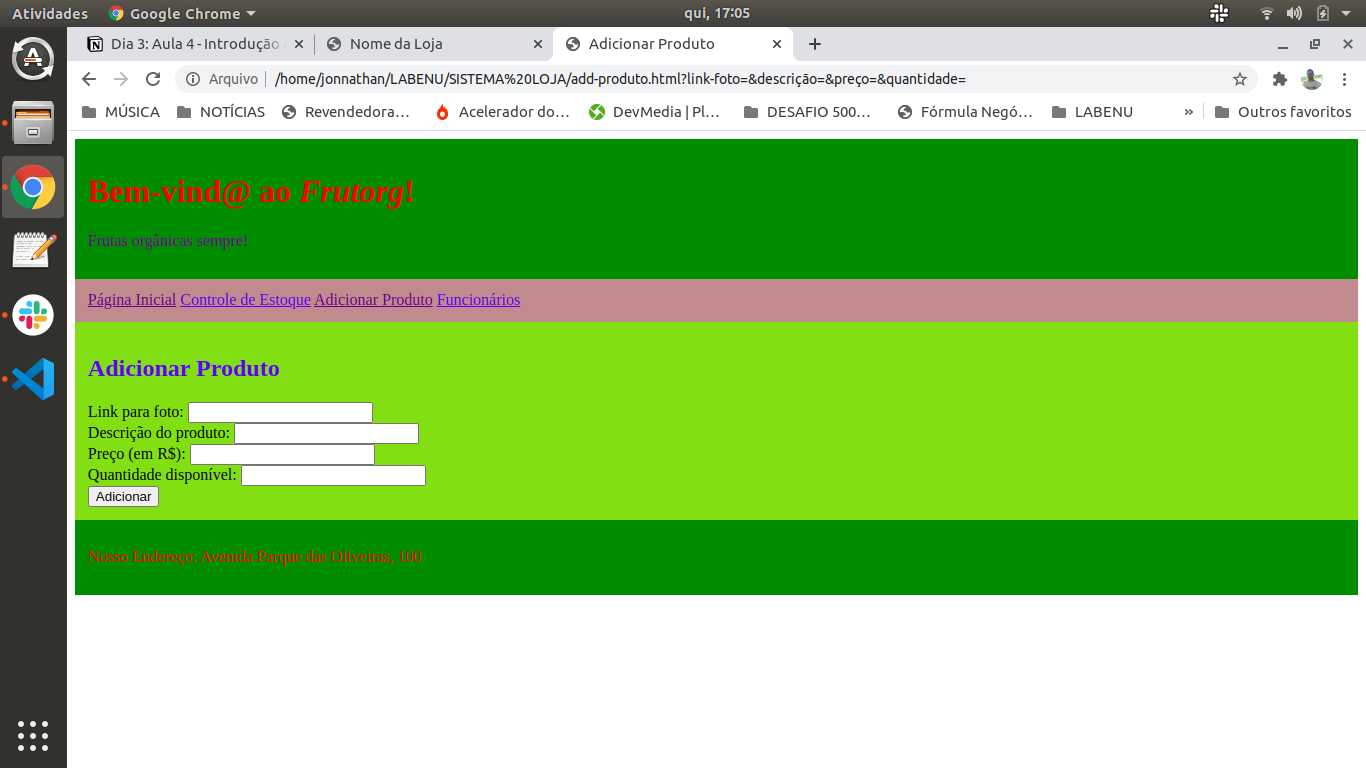 Atividades Google Chrome qui, 17:05
Dia 3: Aula 4 - Introdução Nome da Loja Adicionar Produto
Arquivo /home/jonnathan/LABENU/SISTEMA%20LOJA/add-produto.html?link-foto=&descrição=&preço=&quantidade=
MÚSICA NOTÍCIAS Revendedora… Acelerador do… DevMedia | Pl… DESAFIO 500… Fórmula Negó… LABENU » Outros favoritos
Bem-vind@ ao Frutorg!
Frutas orgânicas sempre!
Página Inicial Controle de Estoque Adicionar Produto Funcionários
Adicionar Produto
Link para foto:
Descrição do produto:
Preço (em R$):
Quantidade disponível:
Adicionar
Nosso Endereço: Avenida Parque das Oliveiras, 100